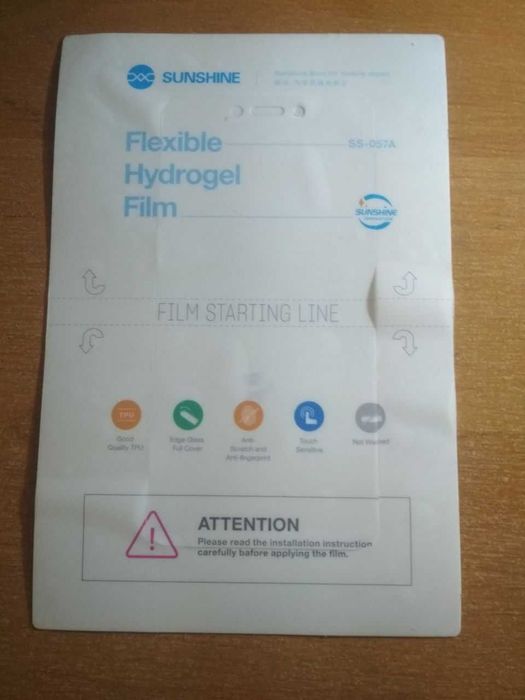 SUNSHINE
Flexible
SS-057A
Hydrogel
Film
SUNSHINE
FILM STARTING LINE
TPU
Good
Quality TPU
Edge Glass
Full Cover
Anti-
Scratch and
Anti-fingerprint
Touch
Sensitive
Not Warped
ATTENTION
Please read the installation instruction
carefully before applying the film.